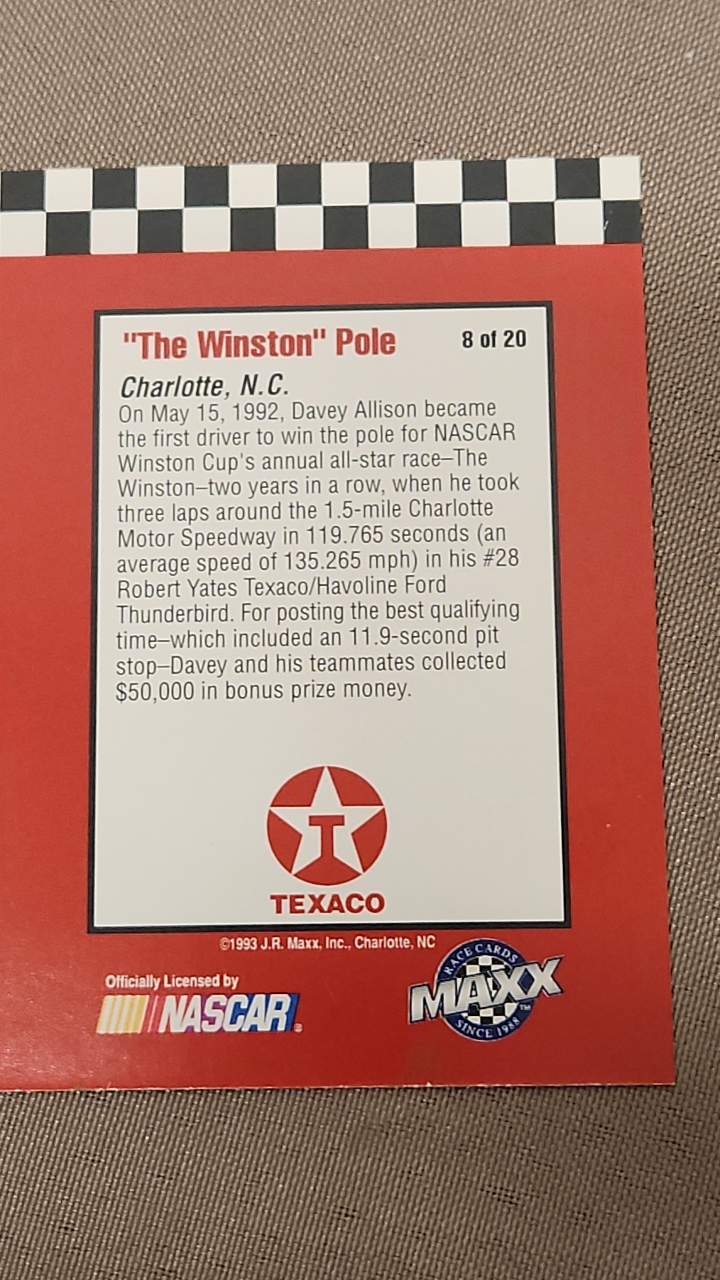 "The Winston" Pole 8 of 20
Charlotte, N.C.
On May 15, 1992, Davey Allison became
the first driver to win the pole for NASCAR
Winston Cup's annual all-star race–The
Winston–two years in a row, when he took
three laps around the 1.5-mile Charlotte
Motor Speedway in 119.765 seconds (an
average speed of 135.265 mph) in his #28
Robert Yates Texaco/Havoline Ford
Thunderbird. For posting the best qualifying
time–which included an 11.9-second pit
stop–Davey and his teammates collected
$50,000 in bonus prize money.
T
TEXACO
©1993 J.R. Maxx, Inc., Charlotte, NC
Officially Licensed by
NASCAR®
RACE CARDS
MAXX™
SINCE 1988